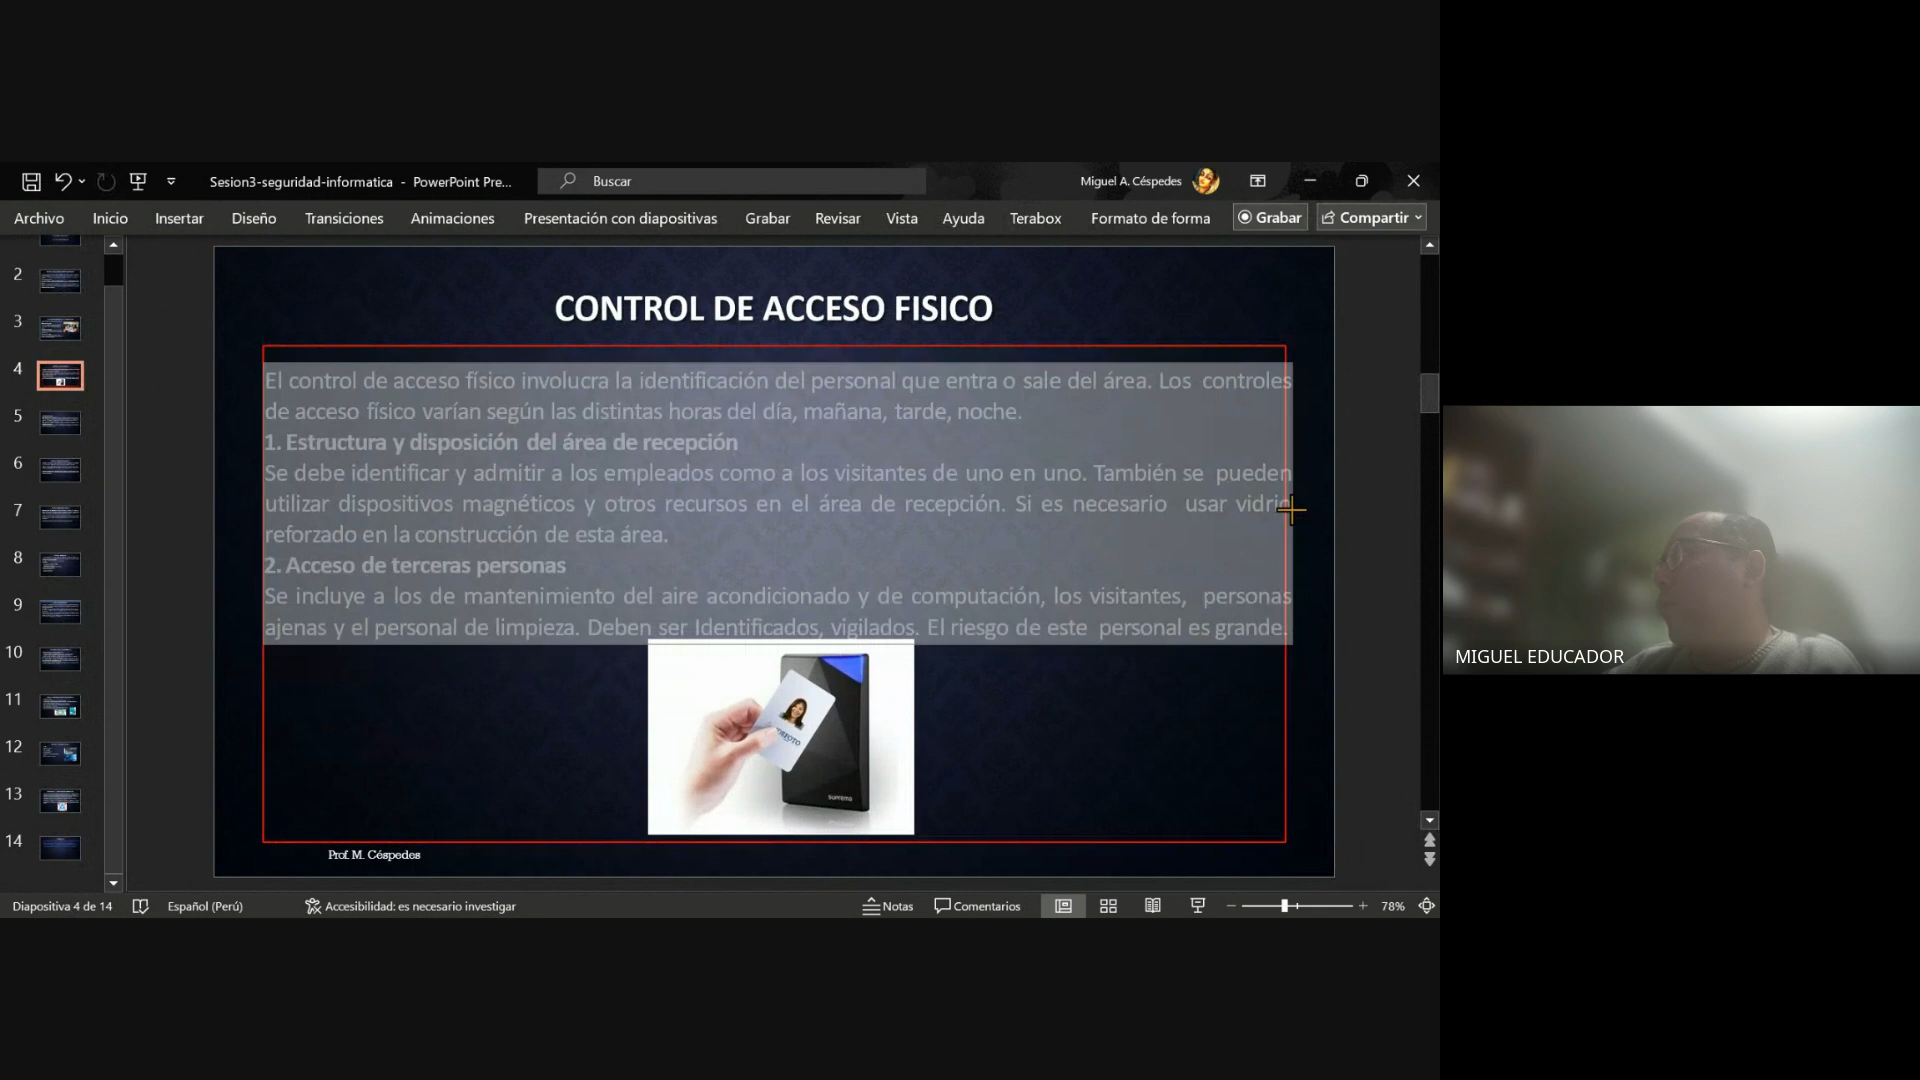 Sesion3-seguridad-informatica - PowerPoint Pre...
Buscar
Miguel A. Céspedes
Archivo Inicio Insertar Diseño Transiciones Animaciones Presentación con diapositivas Grabar Revisar Vista Ayuda Terabox Formato de forma Grabar Compartir
2
3
4
5
6
7
8
9
10
11
12
13
14
CONTROL DE ACCESO FISICO
El control de acceso físico involucra la identificación del personal que entra o sale del área. Los controles
de acceso físico varían según las distintas horas del día, mañana, tarde, noche.
1. Estructura y disposición del área de recepción
Se debe identificar y admitir a los empleados como a los visitantes de uno en uno. También se pueden
utilizar dispositivos magnéticos y otros recursos en el área de recepción. Si es necesario usar vidrio
reforzado en la construcción de esta área.
2. Acceso de terceras personas
Se incluye a los de mantenimiento del aire acondicionado y de computación, los visitantes, personas
ajenas y el personal de limpieza. Deben ser Identificados, vigilados. El riesgo de este personal es grande.
suprema
Prof. M. Céspedes
MIGUEL EDUCADOR
Diapositiva 4 de 14
Español (Perú)
Accesibilidad: es necesario investigar
Notas
Comentarios
78%